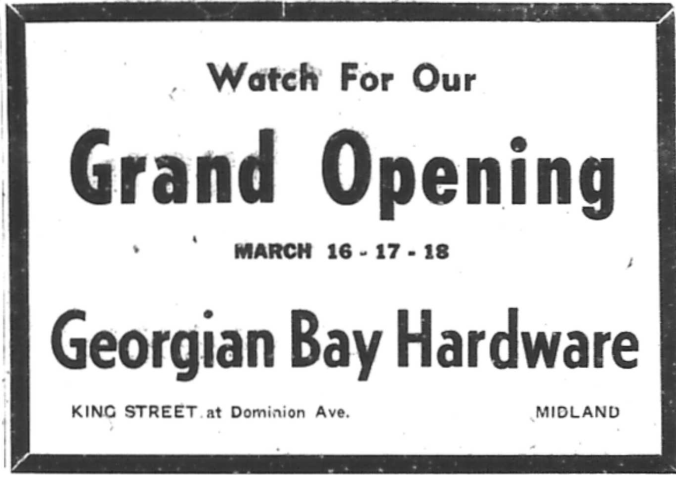 Watch For Our
Grand Opening
MARCH 16 - 17 - 18
Georgian Bay Hardware
KING STREET at Dominion Ave. MIDLAND